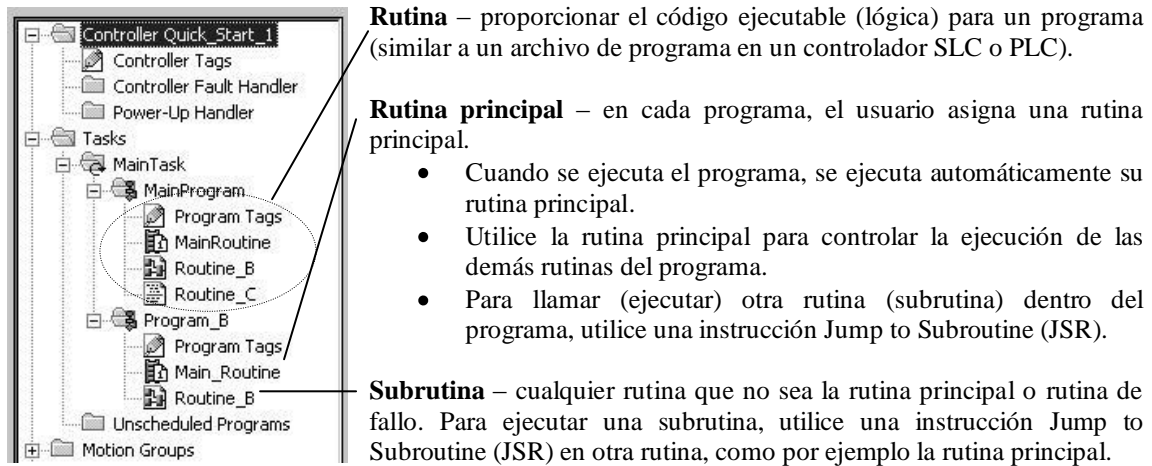 Controller Quick_Start_1
Controller Tags
Controller Fault Handler
Power-Up Handler
Tasks
MainTask
MainProgram
Program Tags
MainRoutine
Routine_B
Routine_C
Program_B
Program Tags
Main_Routine
Routine_B
Unscheduled Programs
Motion Groups
Rutina – proporcionar el código ejecutable (lógica) para un programa
(similar a un archivo de programa en un controlador SLC o PLC).
Rutina principal – en cada programa, el usuario asigna una rutina
principal.
• Cuando se ejecuta el programa, se ejecuta automáticamente su
rutina principal.
• Utilice la rutina principal para controlar la ejecución de las
demás rutinas del programa.
• Para llamar (ejecutar) otra rutina (subrutina) dentro del
programa, utilice una instrucción Jump to Subroutine (JSR).
Subrutina – cualquier rutina que no sea la rutina principal o rutina de
fallo. Para ejecutar una subrutina, utilice una instrucción Jump to
Subroutine (JSR) en otra rutina, como por ejemplo la rutina principal.